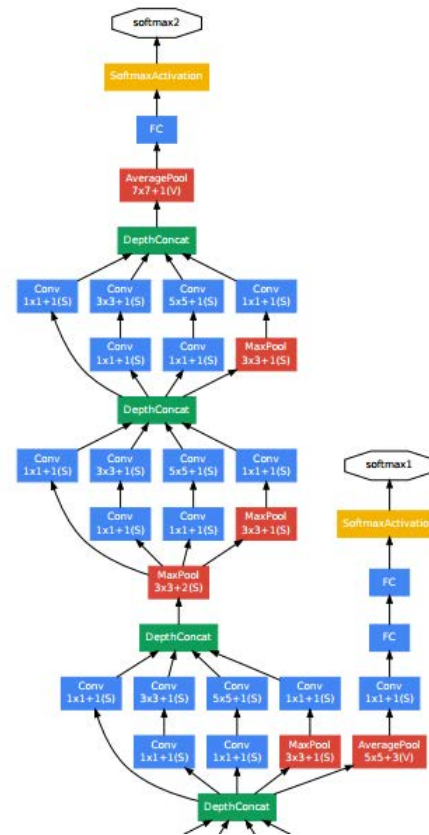 softmax2
SoftmaxActivation
FC
AveragePool
7x7+1(V)
DepthConcat
Conv
1x1+1(S)
Conv
3x3+1(S)
Conv
5x5+1(S)
Conv
1x1+1(S)
Conv
1x1+1(S)
Conv
1x1+1(S)
MaxPool
3x3+1(S)
DepthConcat
Conv
1x1+1(S)
Conv
3x3+1(S)
Conv
5x5+1(S)
Conv
1x1+1(S)
softmax1
Conv
1x1+1(S)
Conv
1x1+1(S)
MaxPool
3x3+1(S)
SoftmaxActivation
MaxPool
3x3+2(S)
FC
DepthConcat
FC
Conv
1x1+1(S)
Conv
3x3+1(S)
Conv
5x5+1(S)
Conv
1x1+1(S)
Conv
1x1+1(S)
Conv
1x1+1(S)
Conv
1x1+1(S)
MaxPool
3x3+1(S)
AveragePool
5x5+3(V)
DepthConcat